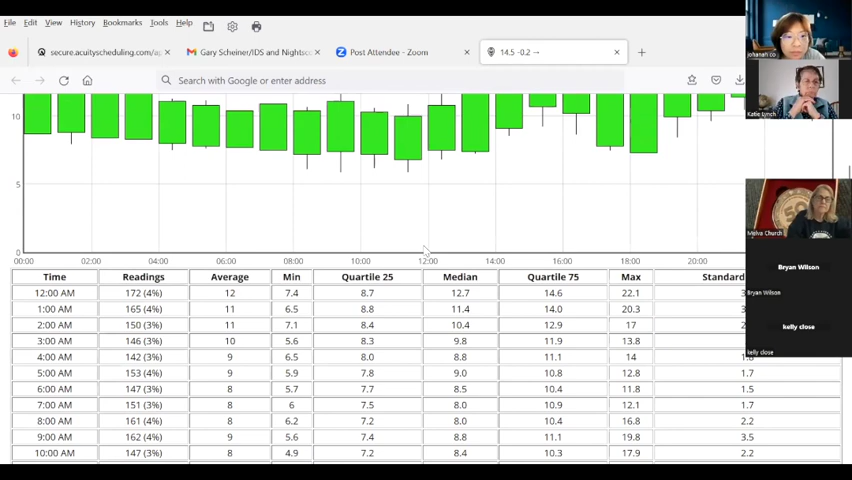 File Edit View History Bookmarks Tools Help
secure.acuityscheduling.com/ap
Gary Scheiner/IDS and Nightsco
Post Attendee - Zoom
14.5 -0.2 →
Search with Google or enter address
johanah co
Katie Lynch
Melva Church
Bryan Wilson
Bryan Wilson
kelly close
kelly close
10
5
0
00:00 02:00 04:00 06:00 08:00 10:00 12:00 14:00 16:00 18:00 20:00
Time Readings Average Min Quartile 25 Median Quartile 75 Max Standard
12:00 AM 172 (4%) 12 7.4 8.7 12.7 14.6 22.1 3
1:00 AM 165 (4%) 11 6.5 8.8 11.4 14.0 20.3
2:00 AM 150 (3%) 11 7.1 8.4 10.4 12.9 17 2
3:00 AM 146 (3%) 10 5.6 8.3 9.8 11.9 13.8
4:00 AM 142 (3%) 9 6.5 8.0 8.8 11.1 14 1.8
5:00 AM 153 (4%) 9 5.9 7.8 9.0 10.8 12.8 1.7
6:00 AM 147 (3%) 8 5.7 7.7 8.5 10.4 11.8 1.5
7:00 AM 151 (3%) 8 6 7.5 8.0 10.9 12.1 1.7
8:00 AM 161 (4%) 8 6.2 7.2 8.0 10.4 16.8 2.2
9:00 AM 162 (4%) 9 5.6 7.4 8.8 11.1 19.8 3.5
10:00 AM 147 (3%) 8 4.9 7.2 8.4 10.3 17.9 2.2